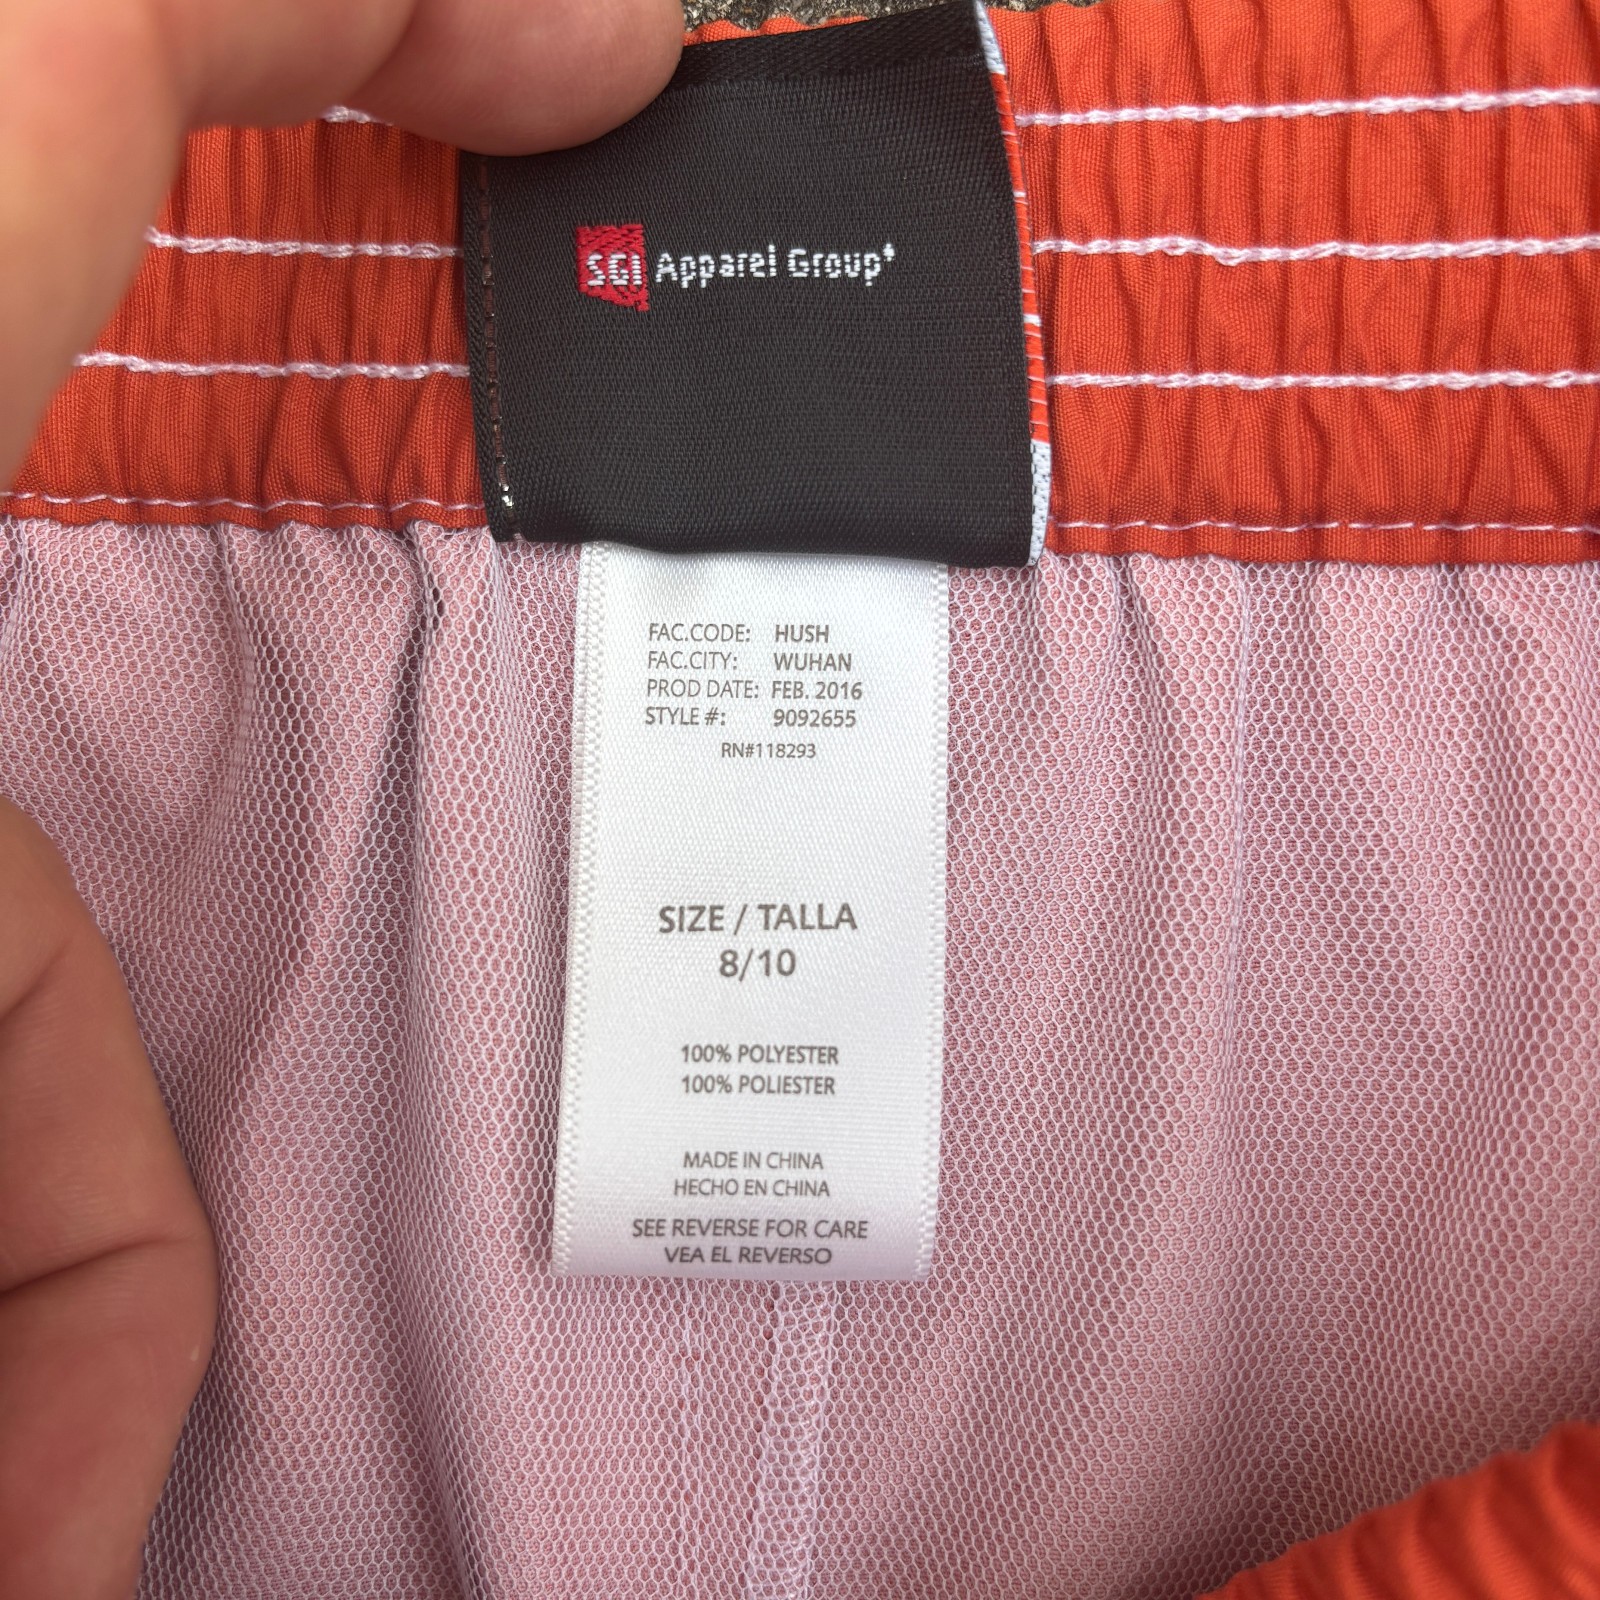 SGI Apparel Group
FAC.CODE: HUSH
FAC.CITY: WUHAN
PROD DATE: FEB. 2016
STYLE #: 9092655
RN#118293
SIZE / TALLA
8/10
100% POLYESTER
100% POLIESTER
MADE IN CHINA
HECHO EN CHINA
SEE REVERSE FOR CARE
VEA EL REVERSO